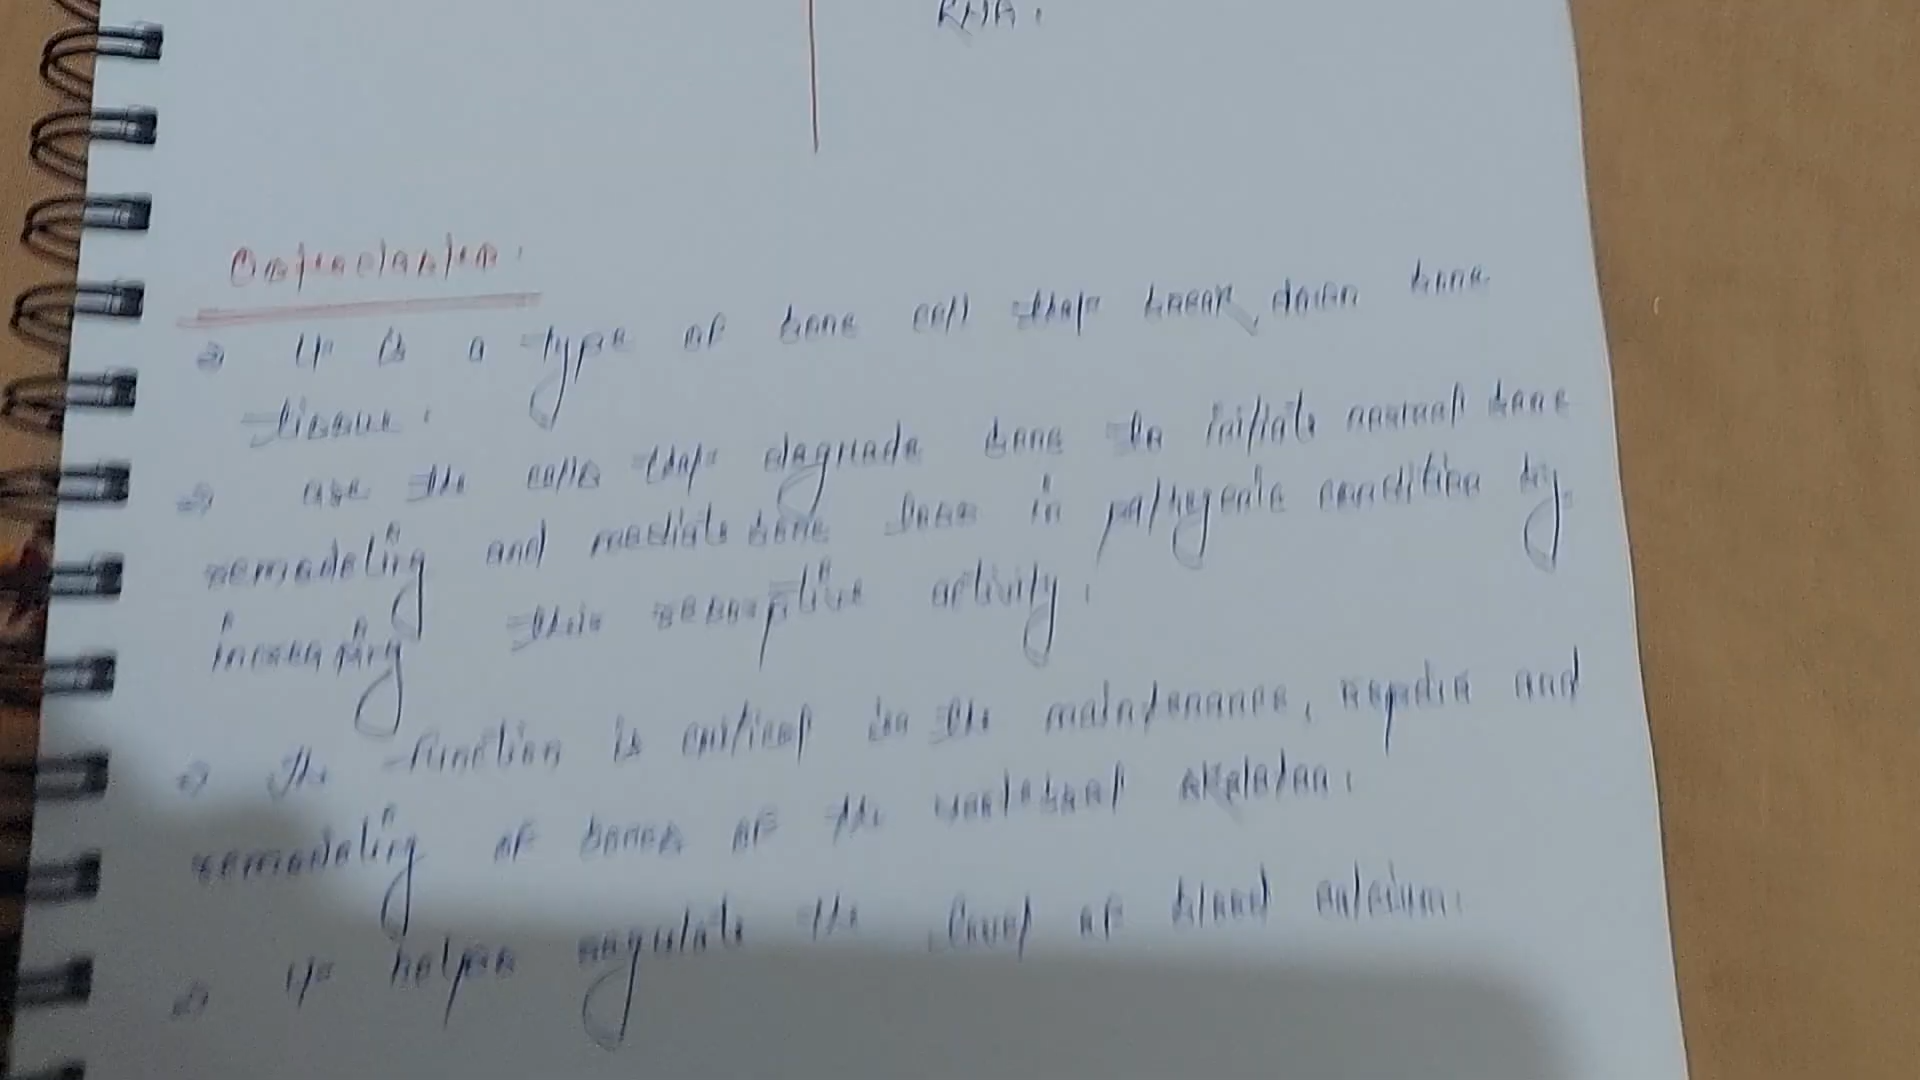 RNA.
Osteoclasts.
⇒ It is a type of bone cell that break down bone
tissue.
⇒ are the cells that degrade bone to initiate normal bone
remodeling and mediate bone loss in pathogenic condition by
increasing their resorptive activity.
⇒ The function is critical in the maintenance, repair and
remodeling of bones of the vertebral skeleton.
⇒ It helps regulate the level of blood calcium.